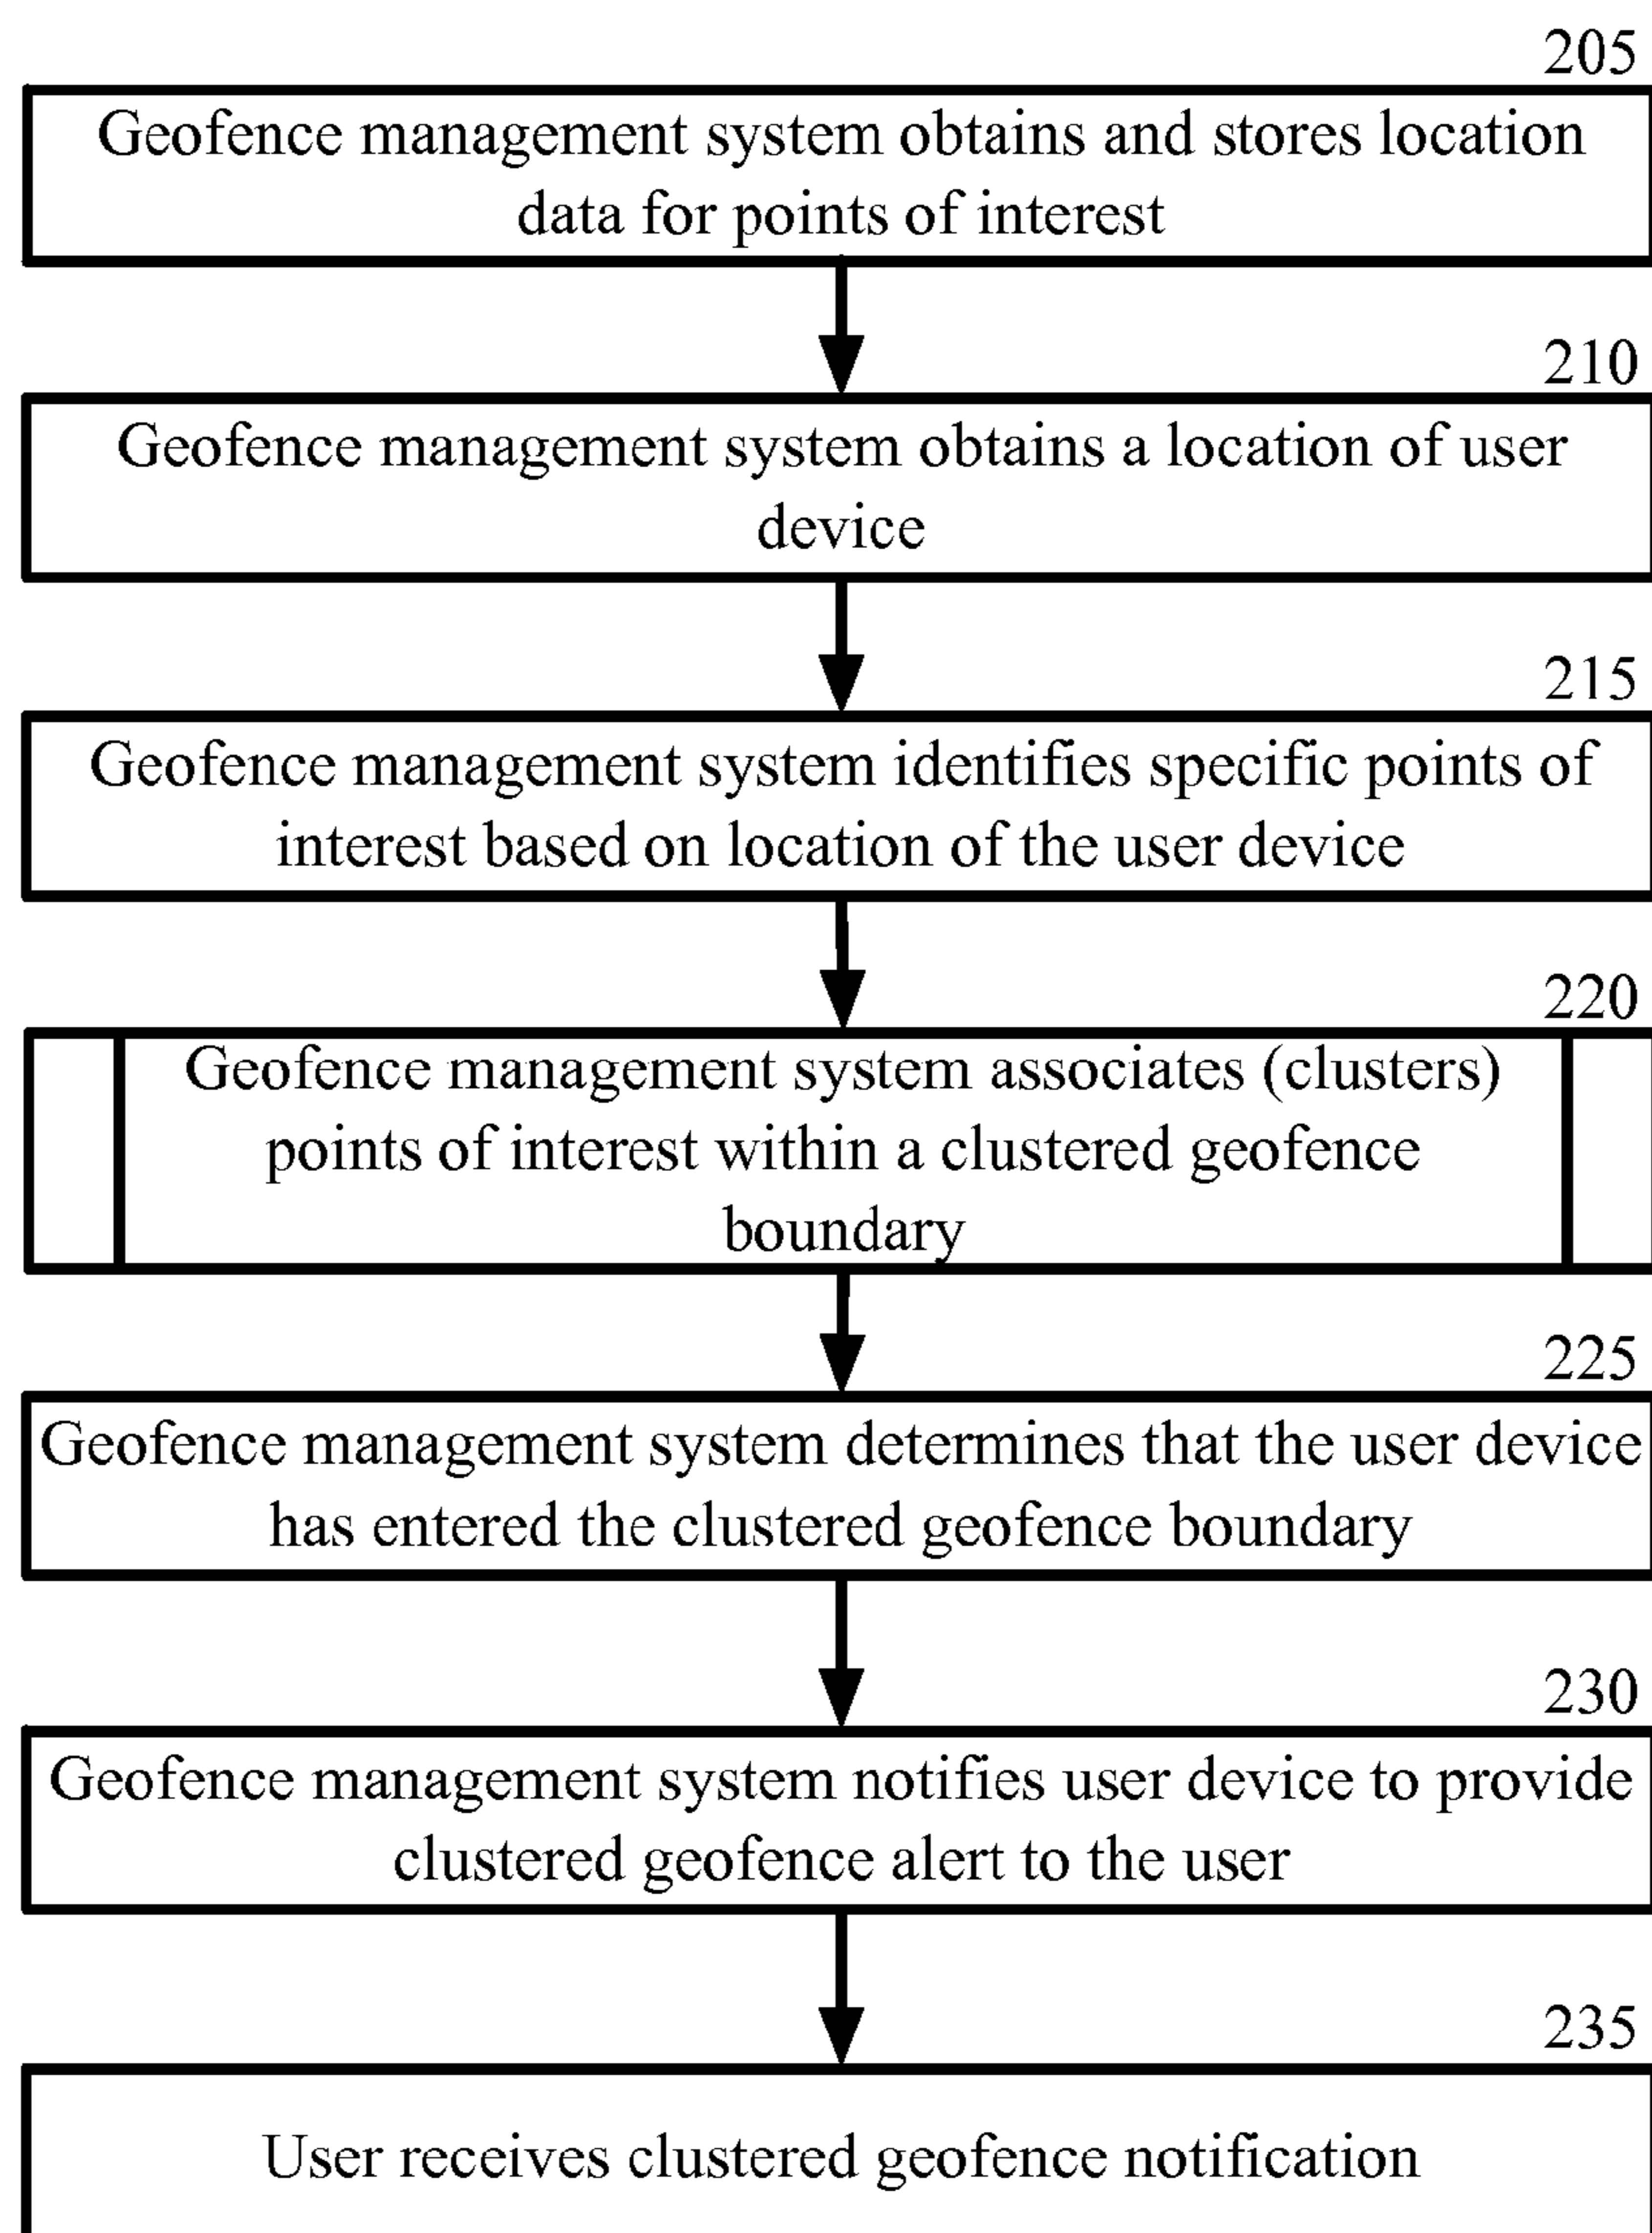 205
Geofence management system obtains and stores location
data for points of interest
210
Geofence management system obtains a location of user
device
215
Geofence management system identifies specific points of
interest based on location of the user device
220
Geofence management system associates (clusters)
points of interest within a clustered geofence
boundary
225
Geofence management system determines that the user device
has entered the clustered geofence boundary
230
Geofence management system notifies user device to provide
clustered geofence alert to the user
235
User receives clustered geofence notification